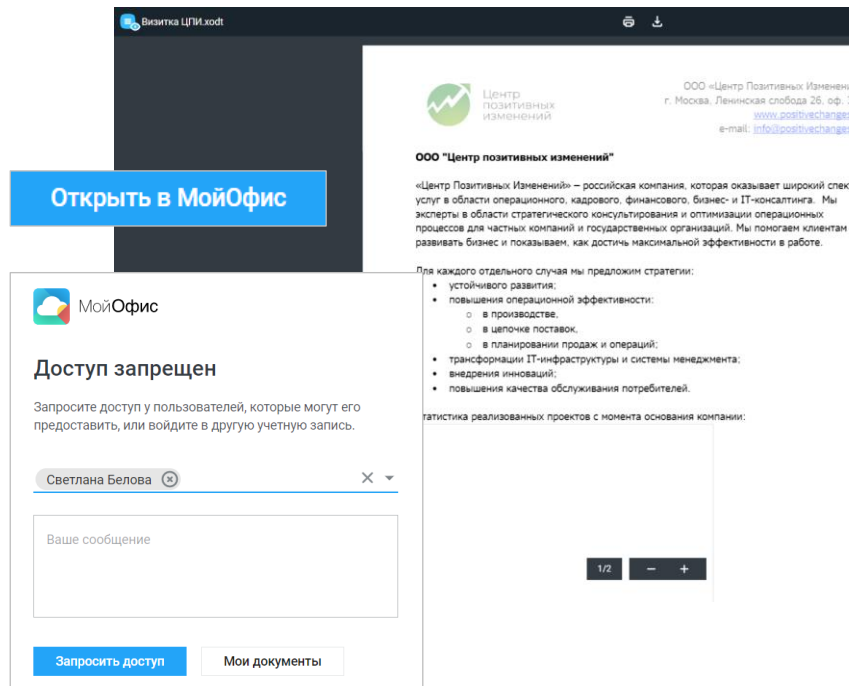 Визитка ЦПИ.xodt
Центр
позитивных
изменений
ООО «Центр Позитивных Изменени
г. Москва, Ленинская слобода 26, оф.
www.positivechanges
e-mail: info@positivechanges
ООО "Центр позитивных изменений"
«Центр Позитивных Изменений» – российская компания, которая оказывает широкий спек
услуг в области операционного, кадрового, финансового, бизнес- и IT-консалтинга. Мы
эксперты в области стратегического консультирования и оптимизации операционных
процессов для частных компаний и государственных организаций. Мы помогаем клиентам
развивать бизнес и показываем, как достичь максимальной эффективности в работе.
Для каждого отдельного случая мы предложим стратегии:
• устойчивого развития;
• повышения операционной эффективности:
○ в производстве,
○ в цепочке поставок,
○ в планировании продаж и операций;
• трансформации IT-инфраструктуры и системы менеджмента;
• внедрения инноваций;
• повышения качества обслуживания потребителей.
татистика реализованных проектов с момента основания компании:
1/2 − +
Открыть в МойОфис
МойОфис
Доступ запрещен
Запросите доступ у пользователей, которые могут его
предоставить, или войдите в другую учетную запись.
Светлана Белова
Ваше сообщение
Запросить доступ
Мои документы